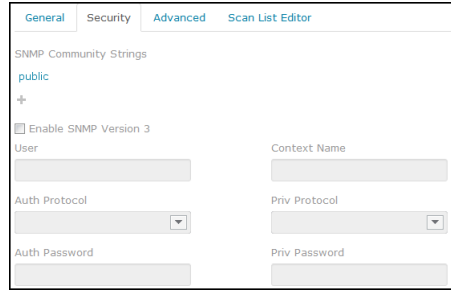 General Security Advanced Scan List Editor
SNMP Community Strings
public
+
Enable SNMP Version 3
User Context Name
Auth Protocol Priv Protocol
Auth Password Priv Password